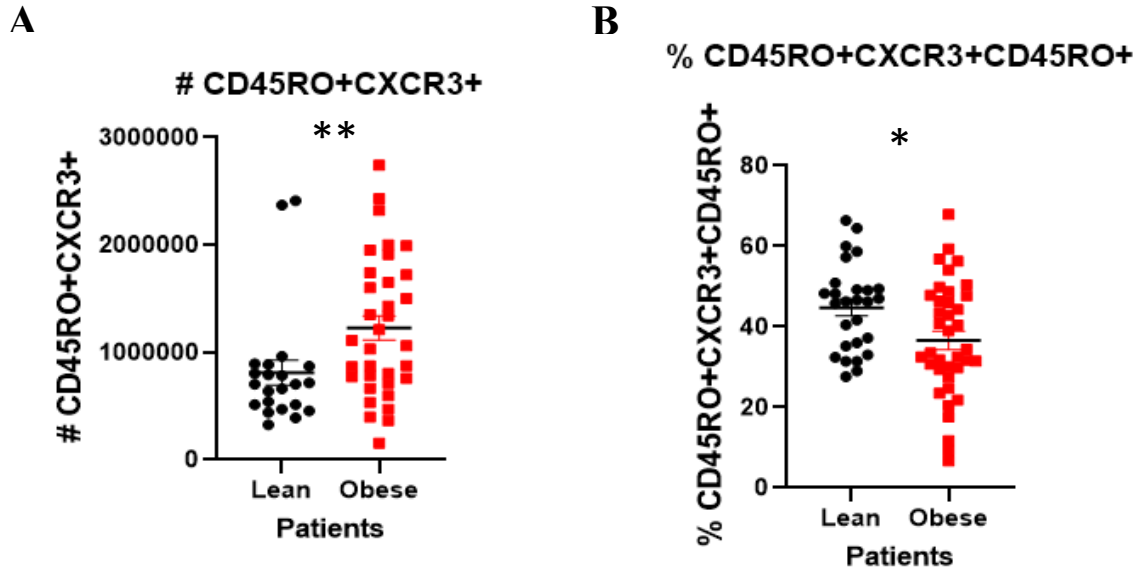 A
# CD45RO+CXCR3+
**
# CD45RO+CXCR3+
3000000
2000000
1000000
0
Lean Obese
Patients
B
% CD45RO+CXCR3+CD45RO+
*
% CD45RO+CXCR3+CD45RO+
80
60
40
20
0
Lean Obese
Patients